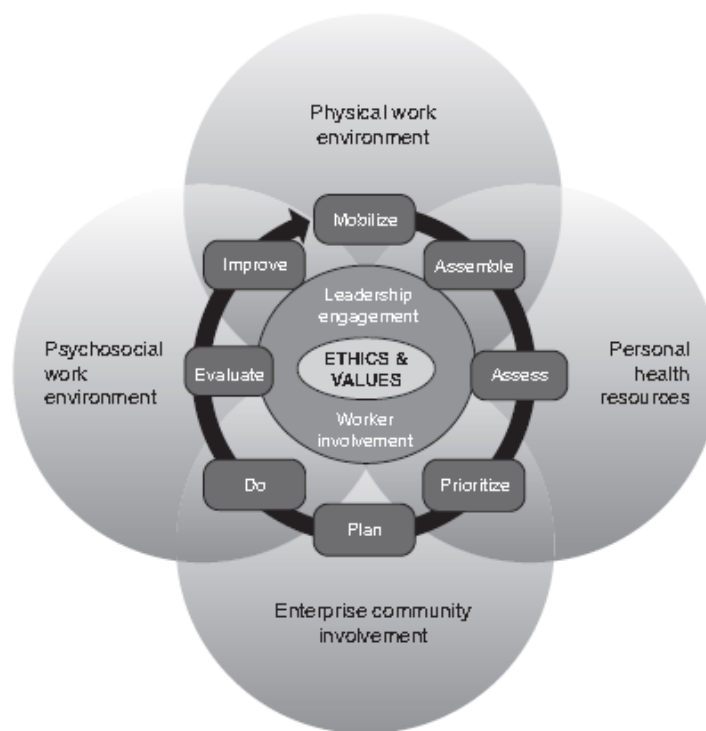 Physical work
environment
Mobilize
Improve
Assemble
Leadership
engagement
Psychosocial
work
environment
Evaluate
ETHICS &
VALUES
Assess
Personal
health
resources
Worker
involvement
Do
Prioritize
Plan
Enterprise community
involvement